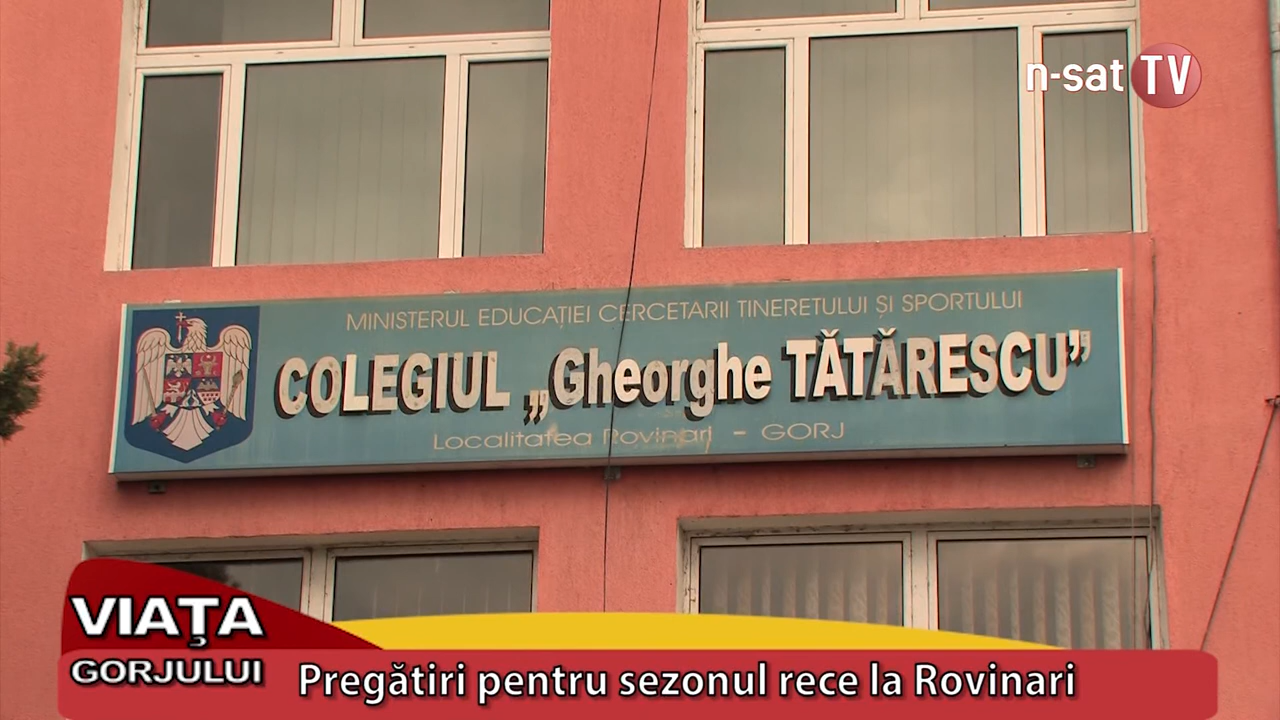 n-sat TV
MINISTERUL EDUCAȚIEI CERCETARII TINERETULUI ȘI SPORTULUI
COLEGIUL „Gheorghe TĂTĂRESCU”
Localitatea Rovinari - GORJ
VIAŢA
GORJULUI
Pregătiri pentru sezonul rece la Rovinari